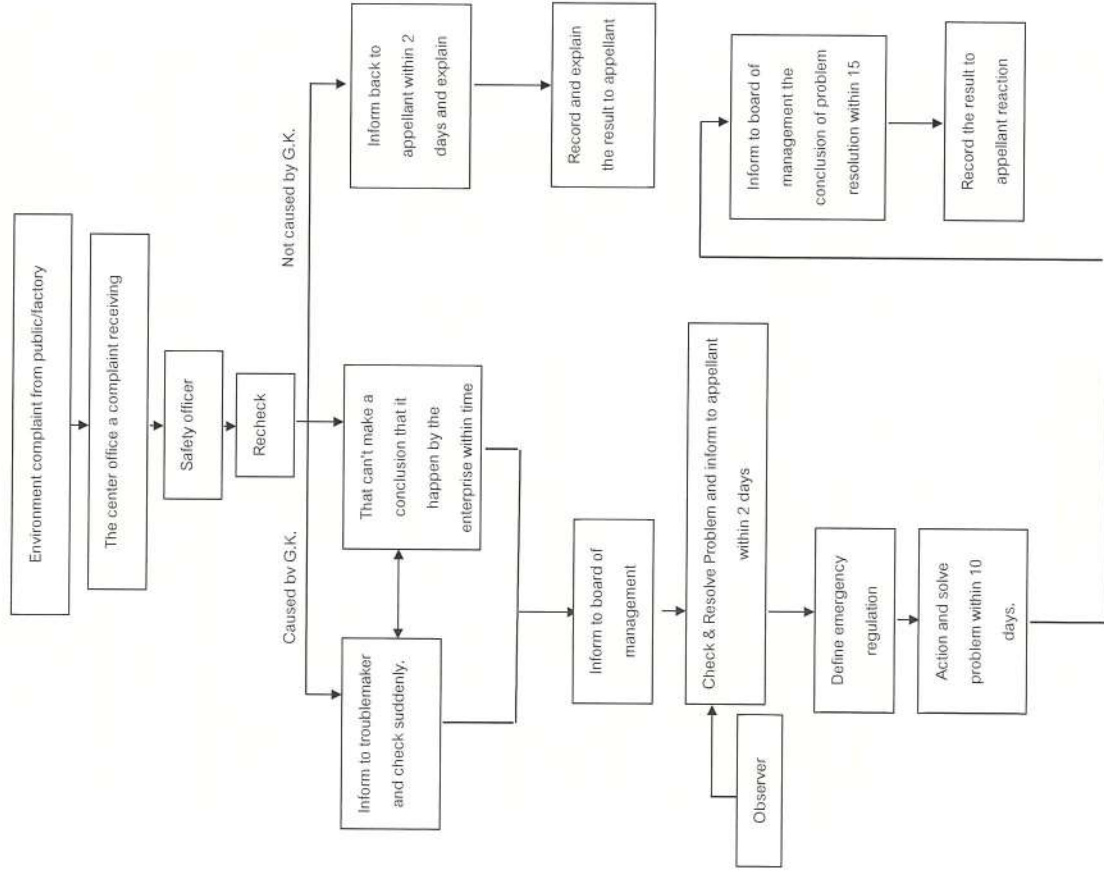 Environment complaint from public/factory
The center office a complaint receiving
Safety officer
Recheck
Caused by G.K.
Not caused by G.K.
Inform to troublemaker
and check suddenly.
That can't make a
conclusion that it
happen by the
enterprise within time
Inform back to
appellant within 2
days and explain
Record and explain
the result to appellant
Inform to board of
management
Observer
Check & Resolve Problem and inform to appellant
within 2 days
Define emergency
regulation
Action and solve
problem within 10
days.
Inform to board of
management the
conclusion of problem
resolution within 15
Record the result to
appellant reaction